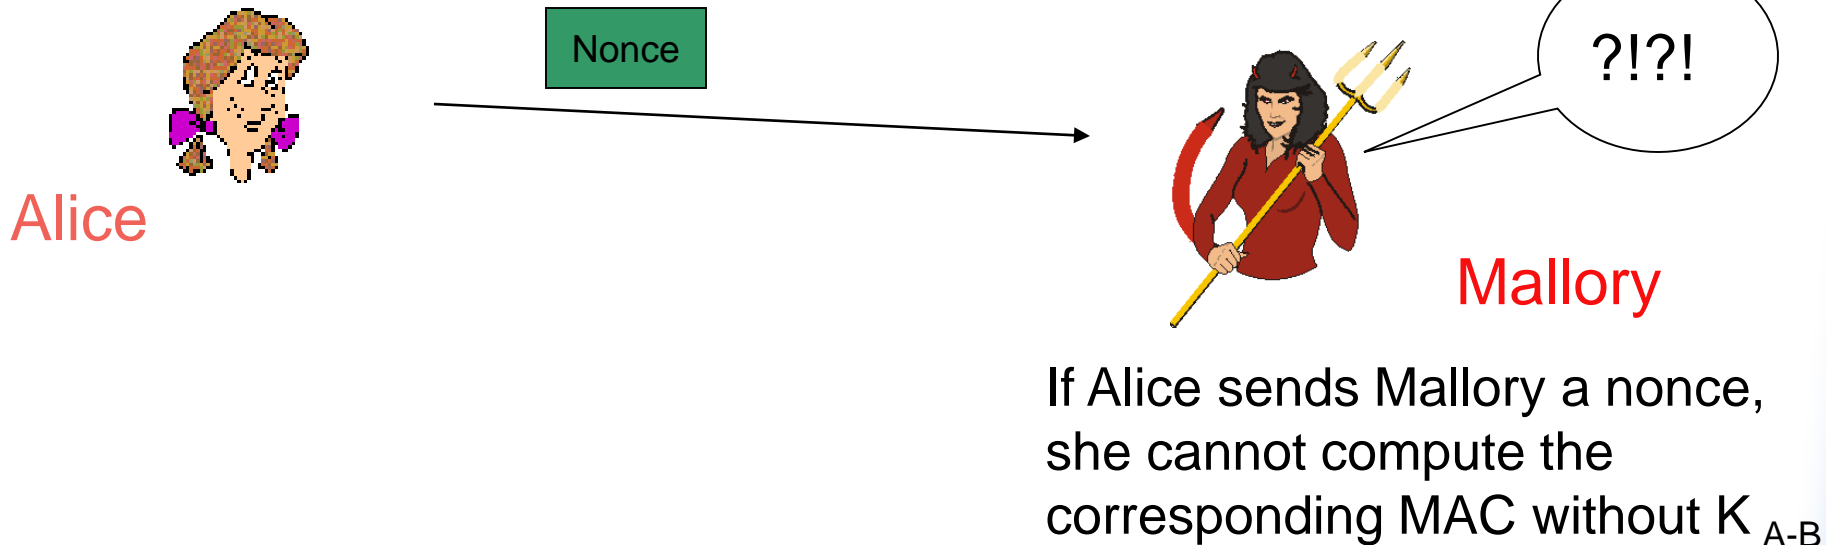 Nonce
?!?!
Alice
Mallory
If Alice sends Mallory a nonce,
she cannot compute the
corresponding MAC without K A-B